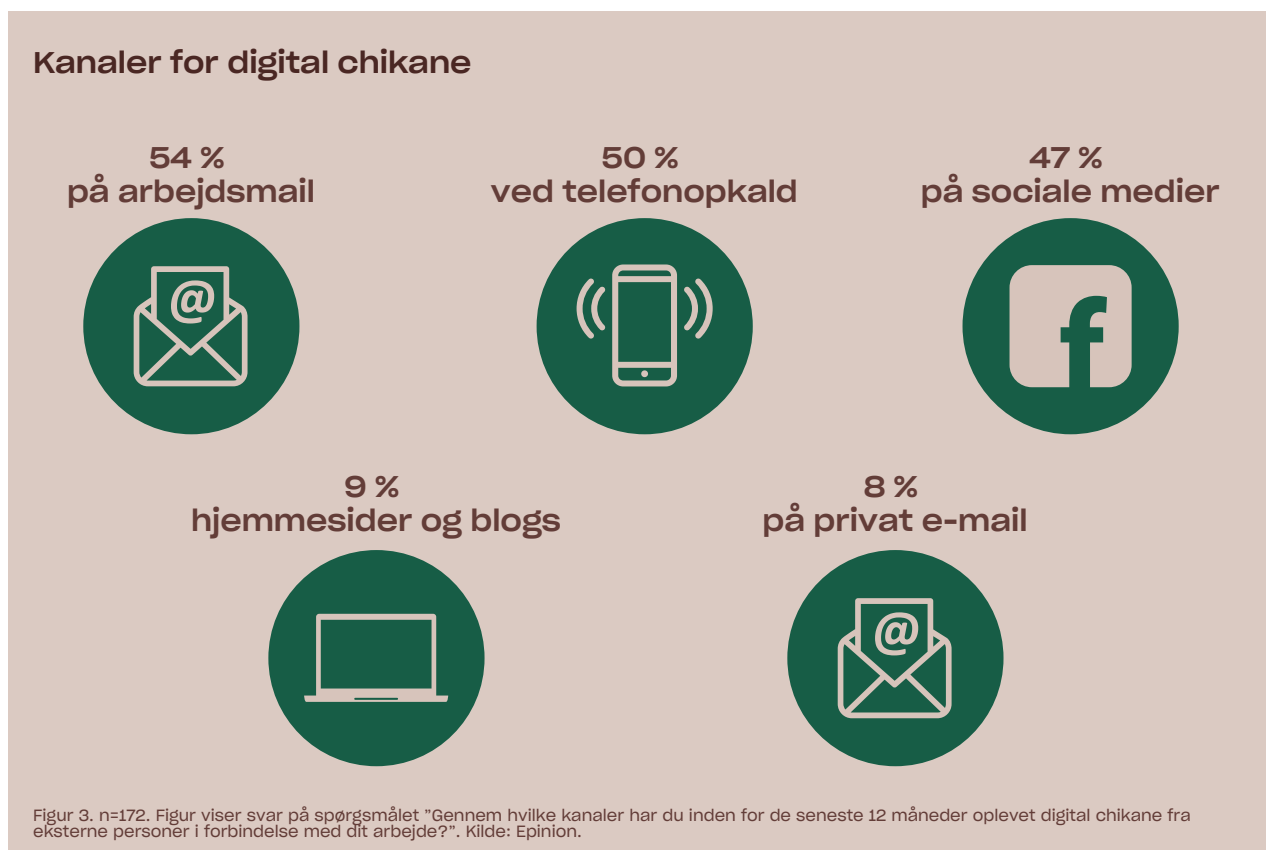 Kanaler for digital chikane
54 %
på arbejdsmail
50 %
ved telefonopkald
47 %
på sociale medier
@
f
9 %
hjemmesider og blogs
8 %
på privat e-mail
@
Figur 3. n=172. Figur viser svar på spørgsmålet ”Gennem hvilke kanaler har du inden for de seneste 12 måneder oplevet digital chikane fra
eksterne personer i forbindelse med dit arbejde?”. Kilde: Epinion.